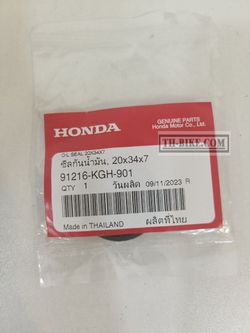 GENUINE PARTS
HONDA
Honda Motor Co., Ltd.
TH-BIKE.COM
OIL SEAL 20X34X7
ซีลกันน้ำมัน, 20x34x7
91216-KGH-901
QTY 1 วันผลิต 09/11/2023 R
Made in THAILAND ผลิตที่ไทย